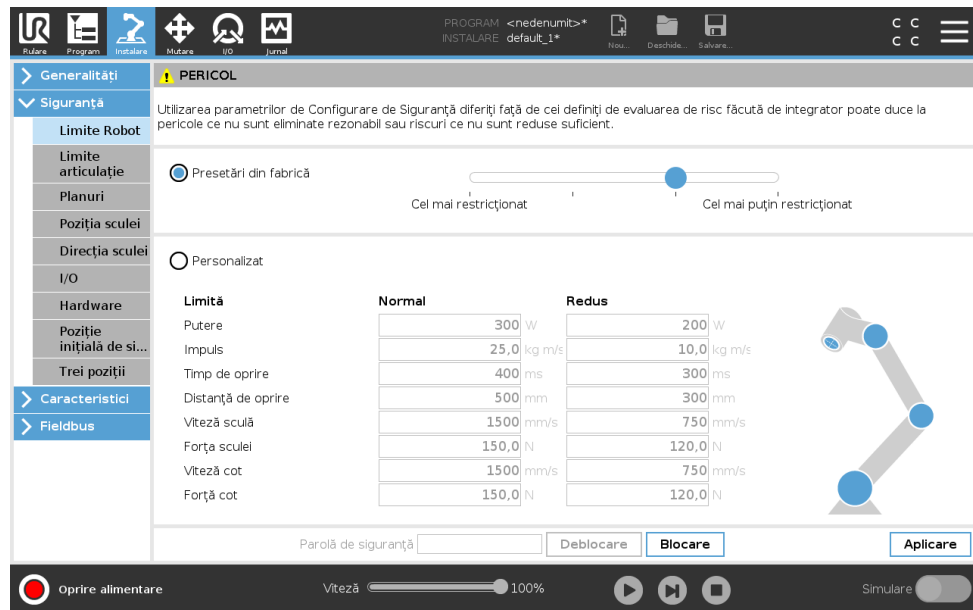 PROGRAM <nedenumit>*
INSTALARE default_1*
Rulare Program Instalare Mutare I/O Jurnal Nou... Deschide... Salvare...
C C
C C
Generalități
Siguranță
Limite Robot
Limite articulație
Planuri
Poziția sculei
Direcția sculei
I/O
Hardware
Poziție inițială de si...
Trei poziții
Caracteristici
Fieldbus
PERICOL
Utilizarea parametrilor de Configurare de Siguranță diferiți față de cei definiți de evaluarea de risc făcută de integrator poate duce la
pericole ce nu sunt eliminate rezonabil sau riscuri ce nu sunt reduse suficient.
Presetări din fabrică
Cel mai restricționat Cel mai puțin restricționat
Personalizat
Limită Normal Redus
Putere 300 W 200 W
Impuls 25,0 kg m/s 10,0 kg m/s
Timp de oprire 400 ms 300 ms
Distanță de oprire 500 mm 300 mm
Viteză sculă 1500 mm/s 750 mm/s
Forța sculei 150,0 N 120,0 N
Viteză cot 1500 mm/s 750 mm/s
Forță cot 150,0 N 120,0 N
Parolă de siguranță Deblocare Blocare Aplicare
Oprire alimentare Viteză 100% Simulare